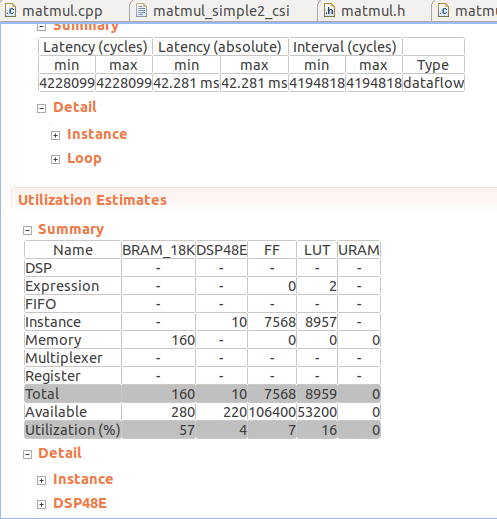 matmul.cpp matmul_simple2_csi matmul.h matmu
Summary
Latency (cycles) Latency (absolute) Interval (cycles)
min max min max min max Type
4228099 4228099 42.281 ms 42.281 ms 4194818 4194818 dataflow
Detail
Instance
Loop
Utilization Estimates
Summary
Name BRAM_18K DSP48E FF LUT URAM
DSP - - - - -
Expression - - 0 2 -
FIFO - - - - -
Instance - 10 7568 8957 -
Memory 160 - 0 0 0
Multiplexer - - - - -
Register - - - - -
Total 160 10 7568 8959 0
Available 280 220 106400 53200 0
Utilization (%) 57 4 7 16 0
Detail
Instance
DSP48E